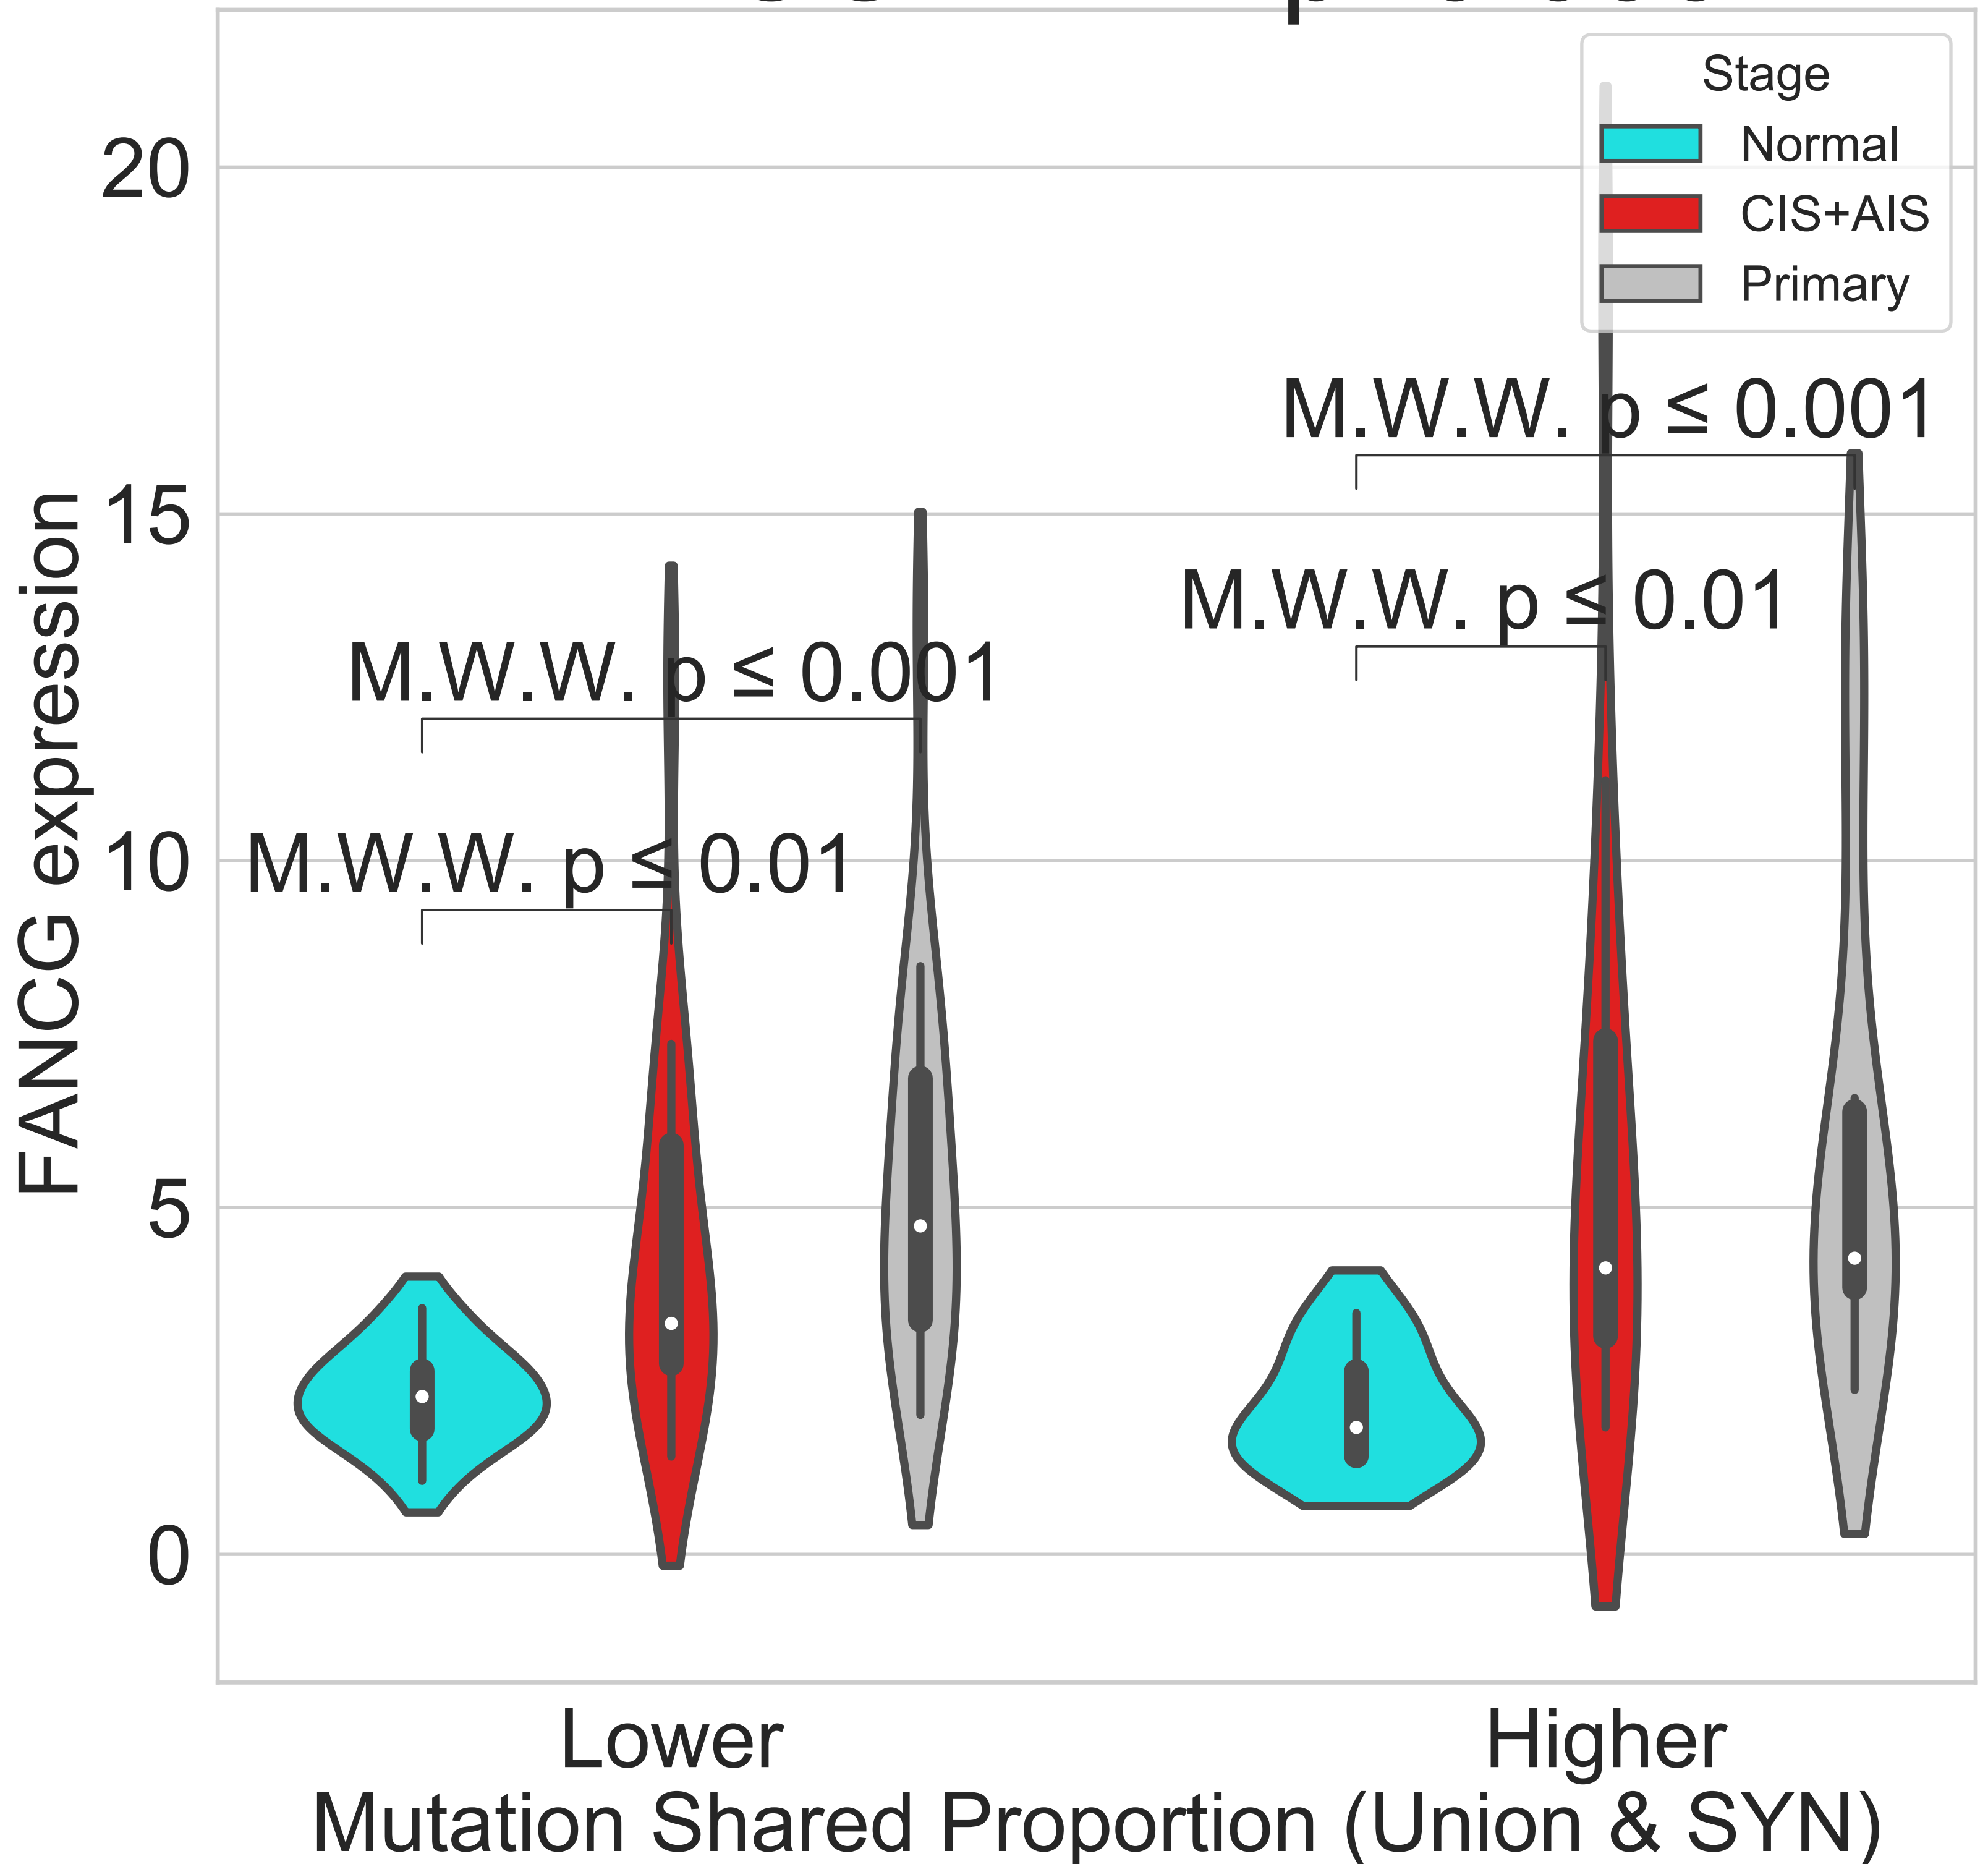 Stage
Normal
CIS+AIS
Primary
20
15
10
5
0
FANCG expression
M.W.W. p ≤ 0.001
M.W.W. p ≤ 0.01
M.W.W. p ≤ 0.001
M.W.W. p ≤ 0.01
Lower
Higher
Mutation Shared Proportion (Union & SYN)